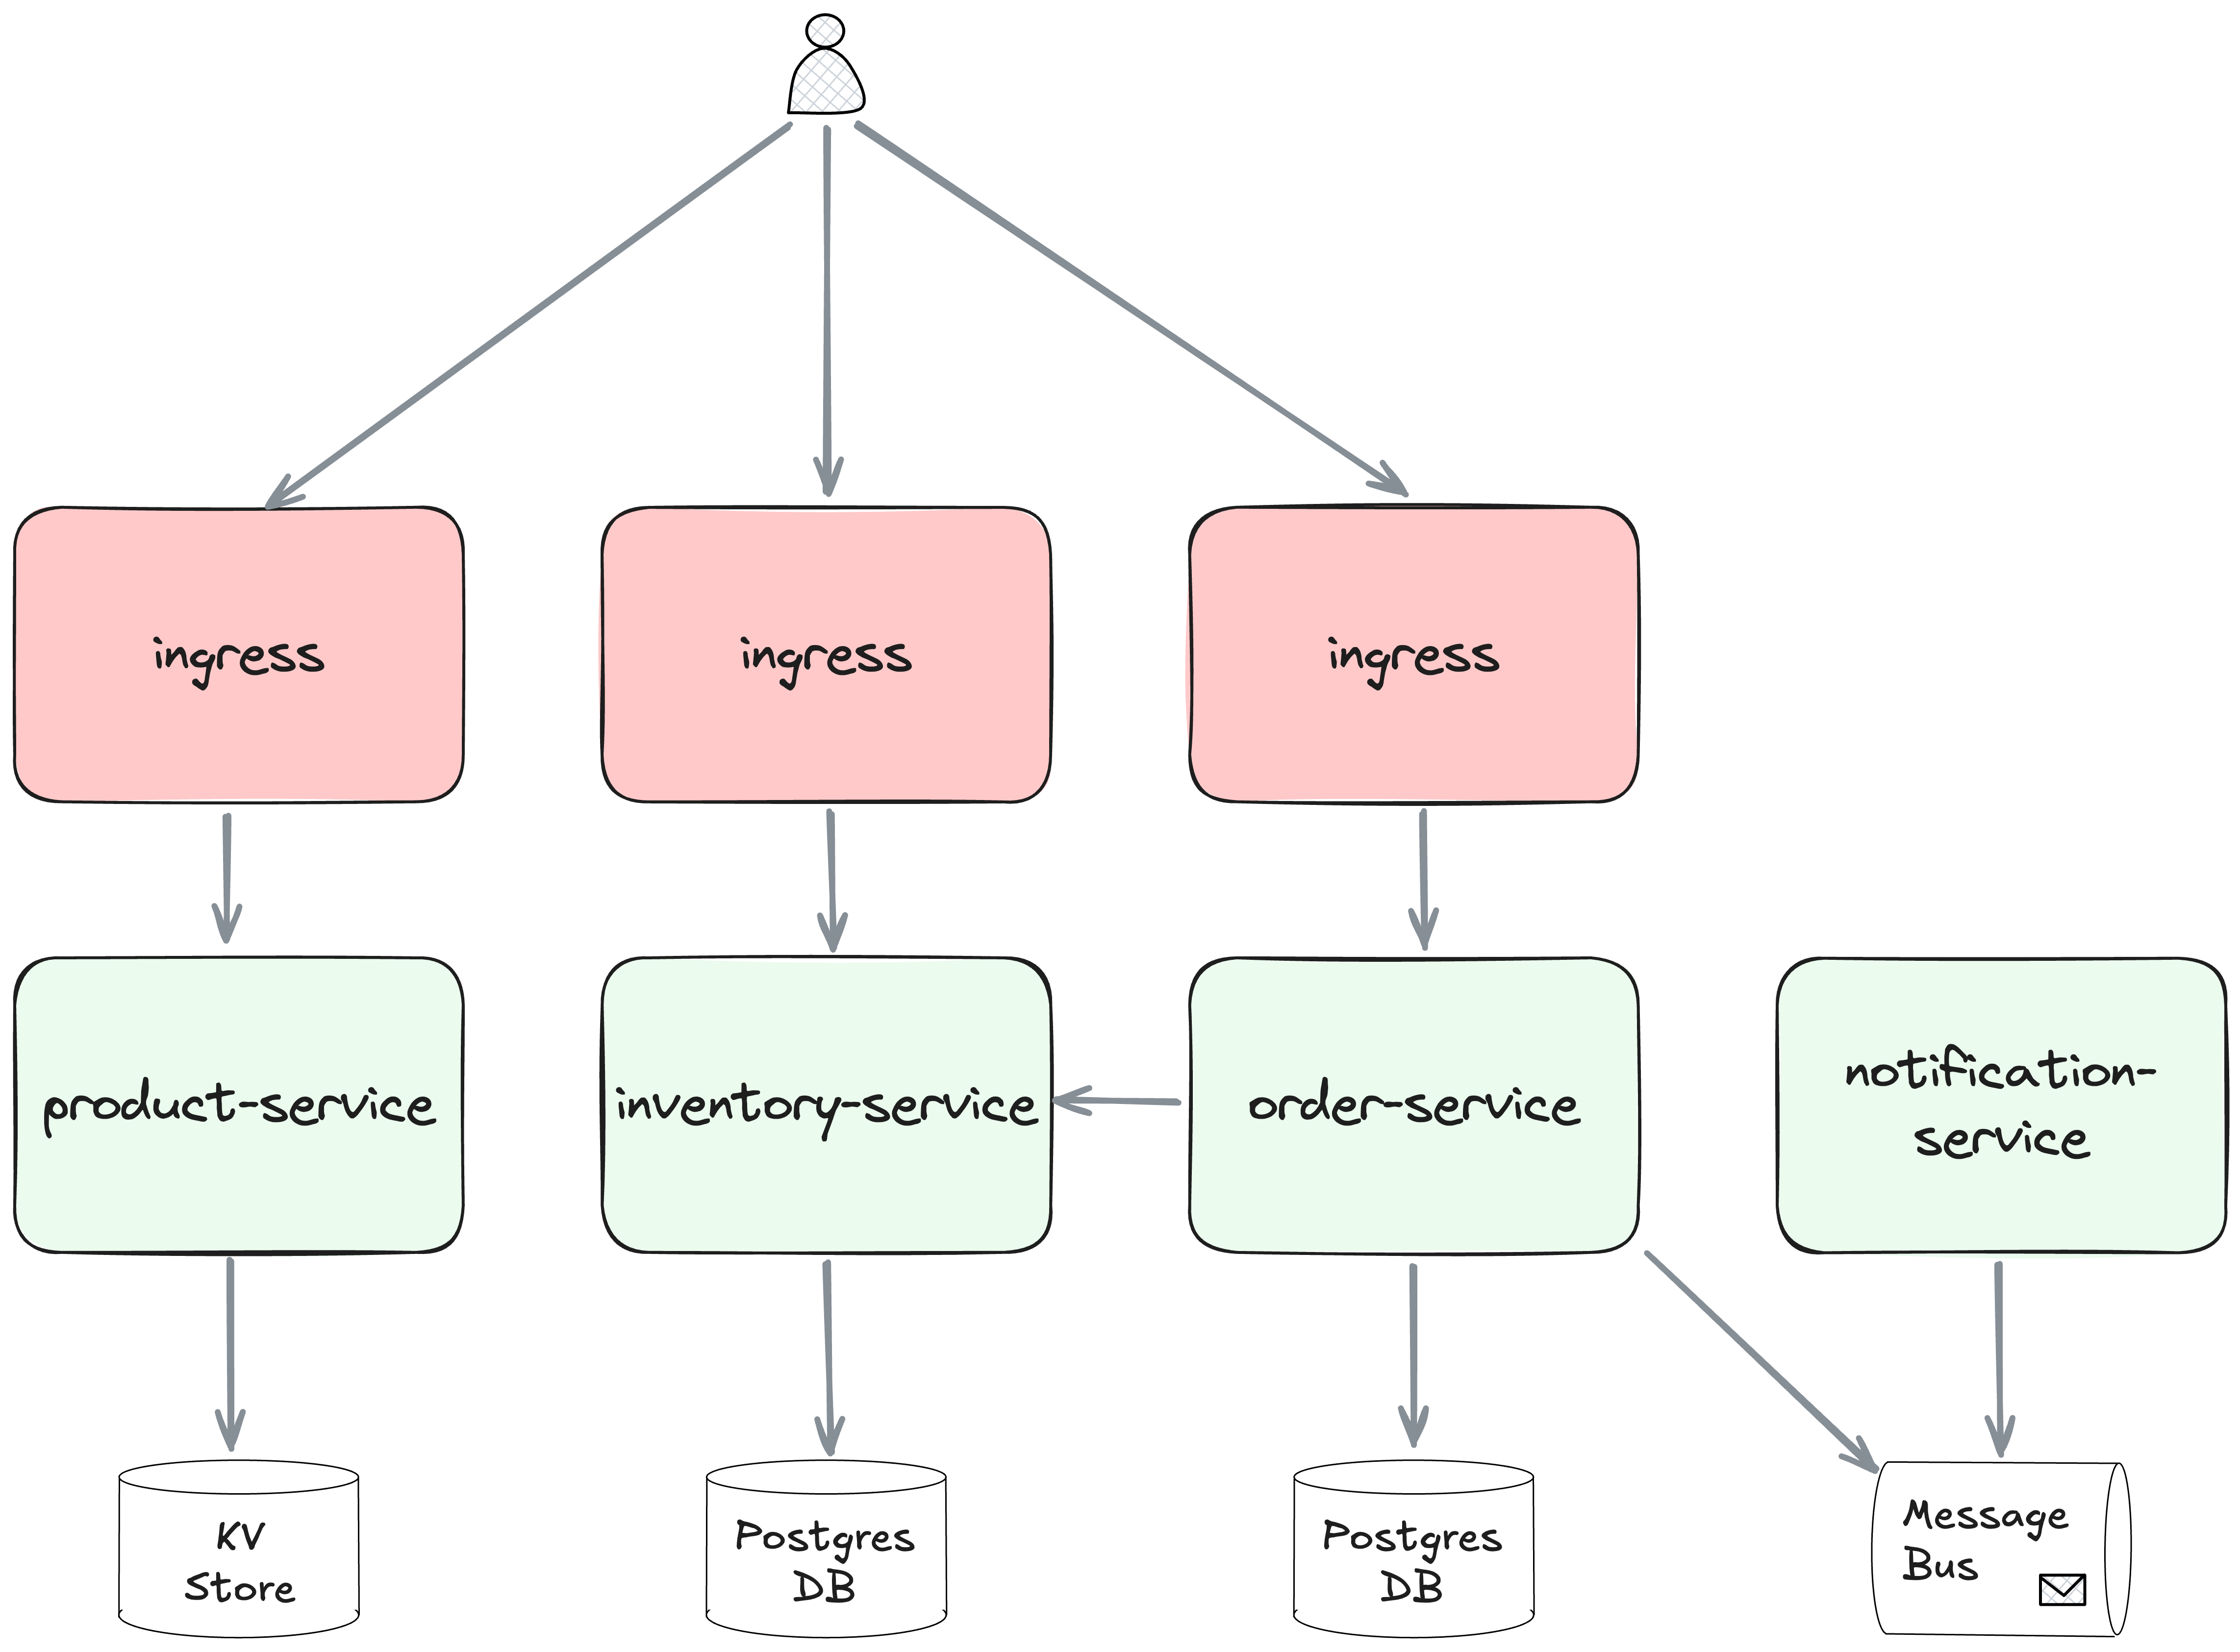 ingress
ingress
ingress
product-service
inventory-service
order-service
notification-
service
KV
Store
Postgres
DB
Postgres
DB
Message
Bus